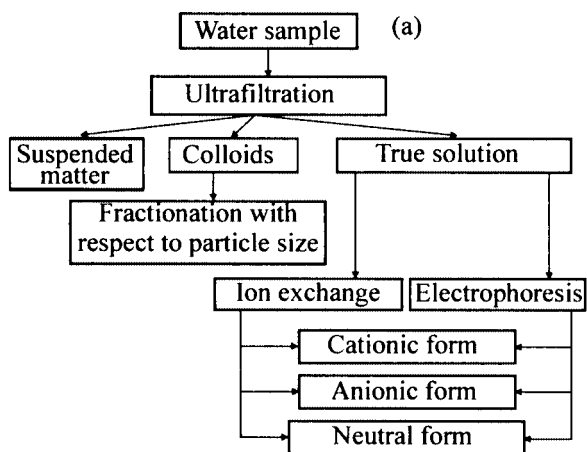 Water sample
(a)
Ultrafiltration
Suspended
matter
Colloids
True solution
Fractionation with
respect to particle size
Ion exchange
Electrophoresis
Cationic form
Anionic form
Neutral form